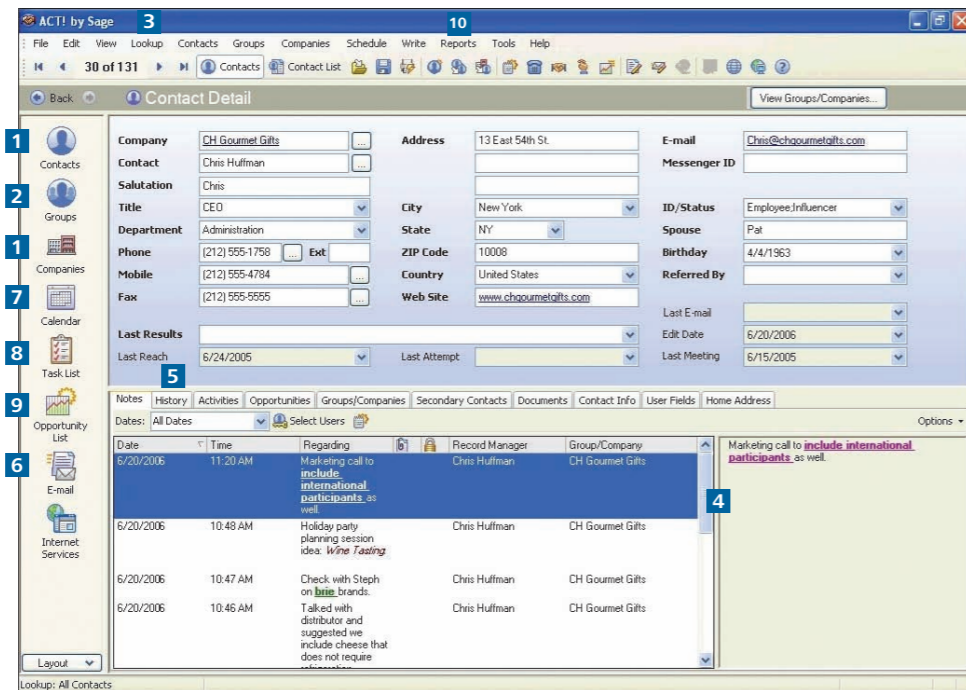 ACT! by Sage
3
10
File Edit View Lookup Contacts Groups Companies Schedule Write Reports Tools Help
30 of 131 Contacts Contact List
Back Contact Detail View Groups/Companies...
1
Contacts
2
Groups
1
Companies
7
Calendar
8
Task List
9
Opportunity
List
6
E-mail
Internet
Services
Layout
Company CH Gourmet Gifts ... Address 13 East 54th St. E-mail Chris@chgourmetgifts.com
Contact Chris Huffman ... Messenger ID
Salutation Chris
Title CEO City New York ID/Status Employee;Influencer
Department Administration State NY Spouse Pat
Phone (212) 555-1758 ... Ext ZIP Code 10008 Birthday 4/4/1963
Mobile (212) 555-4784 ... Country United States Referred By
Fax (212) 555-5555 ... Web Site www.chgourmetgifts.com
Last E-mail
Last Results Edit Date 6/20/2006
Last Reach 6/24/2005 Last Attempt Last Meeting 6/15/2005
5
Notes History Activities Opportunities Groups/Companies Secondary Contacts Documents Contact Info User Fields Home Address
Dates: All Dates Select Users Options
Date Time Regarding Record Manager Group/Company
6/20/2006 11:20 AM Marketing call to Chris Huffman CH Gourmet Gifts
include
international
participants as
well.
6/20/2006 10:48 AM Holiday party Chris Huffman CH Gourmet Gifts
planning session
idea: Wine Tasting.
6/20/2006 10:47 AM Check with Steph Chris Huffman CH Gourmet Gifts
on brie brands.
6/20/2006 10:46 AM Talked with Chris Huffman CH Gourmet Gifts
distributor and
suggested we
include cheese that
does not require
4
Marketing call to include international
participants as well.
Lookup: All Contacts